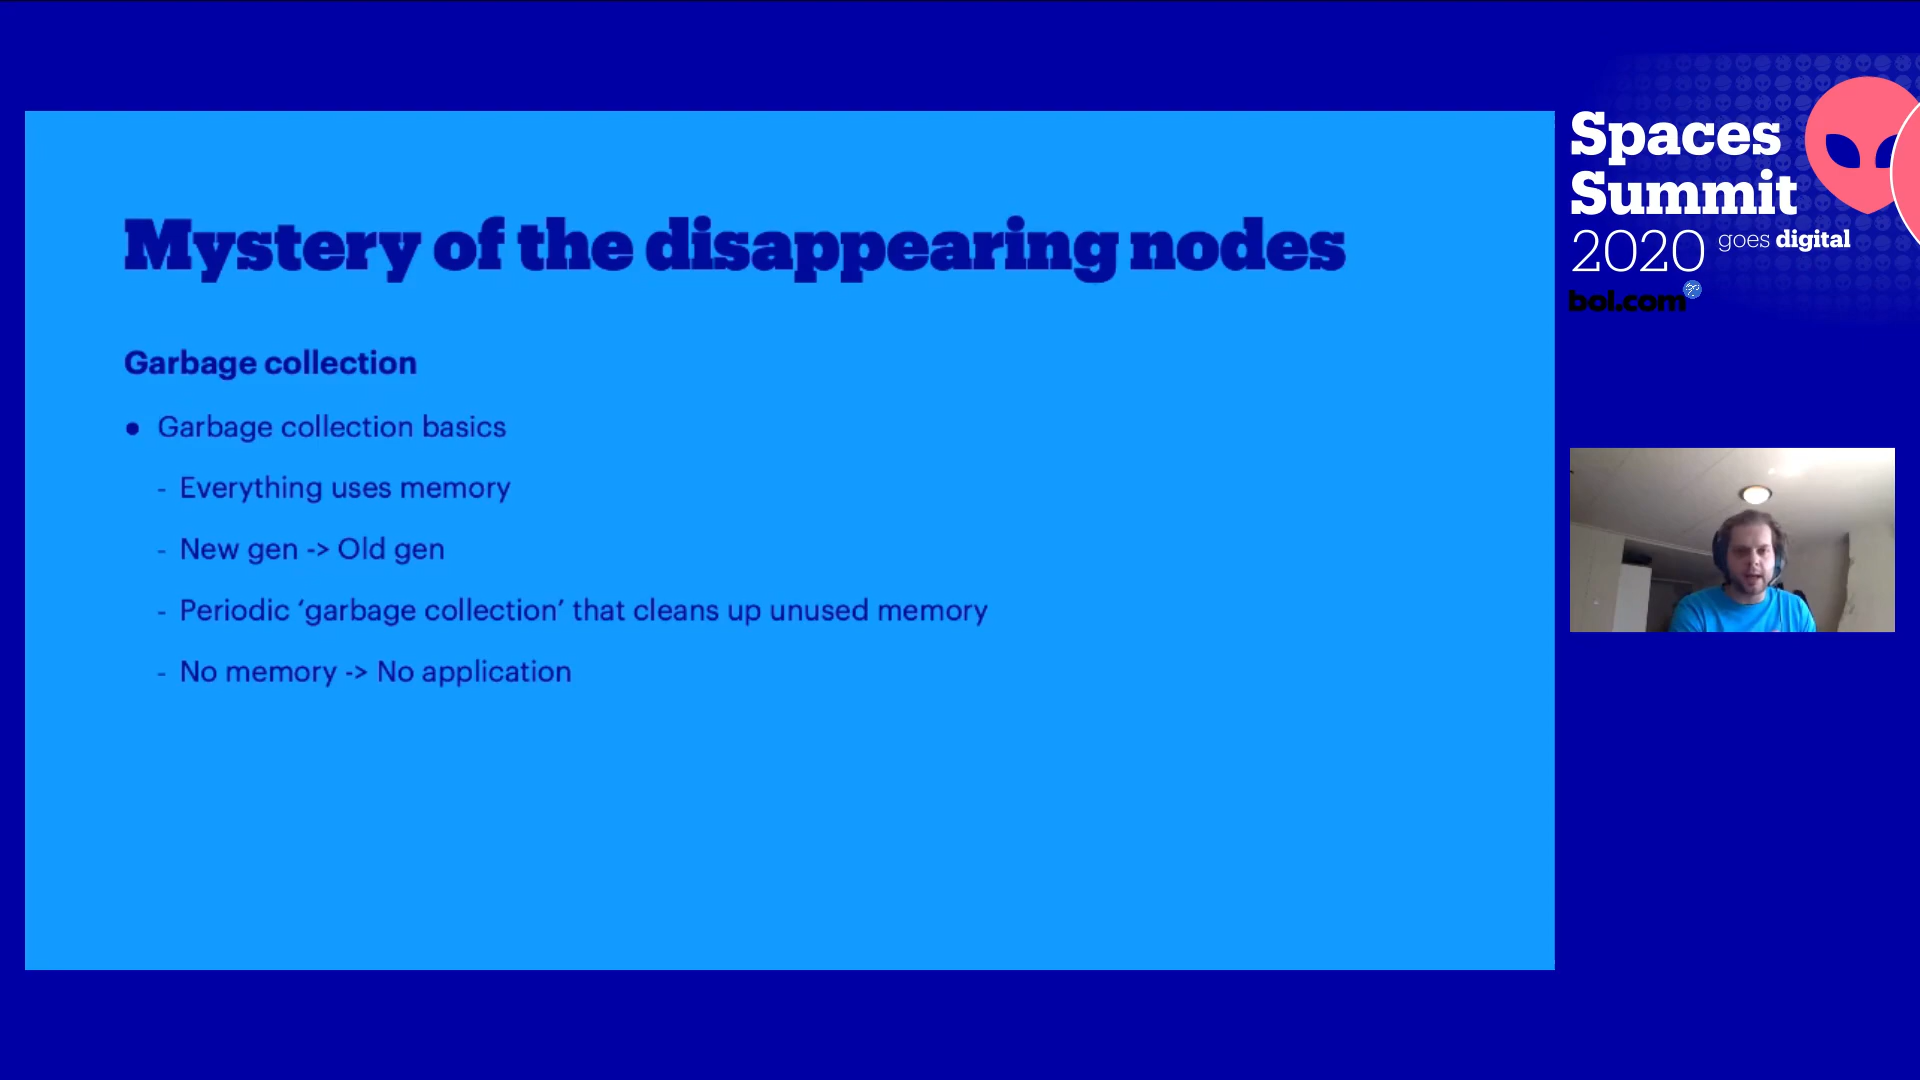 Mystery of the disappearing nodes
Garbage collection
● Garbage collection basics
- Everything uses memory
- New gen -> Old gen
- Periodic ‘garbage collection’ that cleans up unused memory
- No memory -> No application
Spaces
Summit
2020 goes digital
bol.com